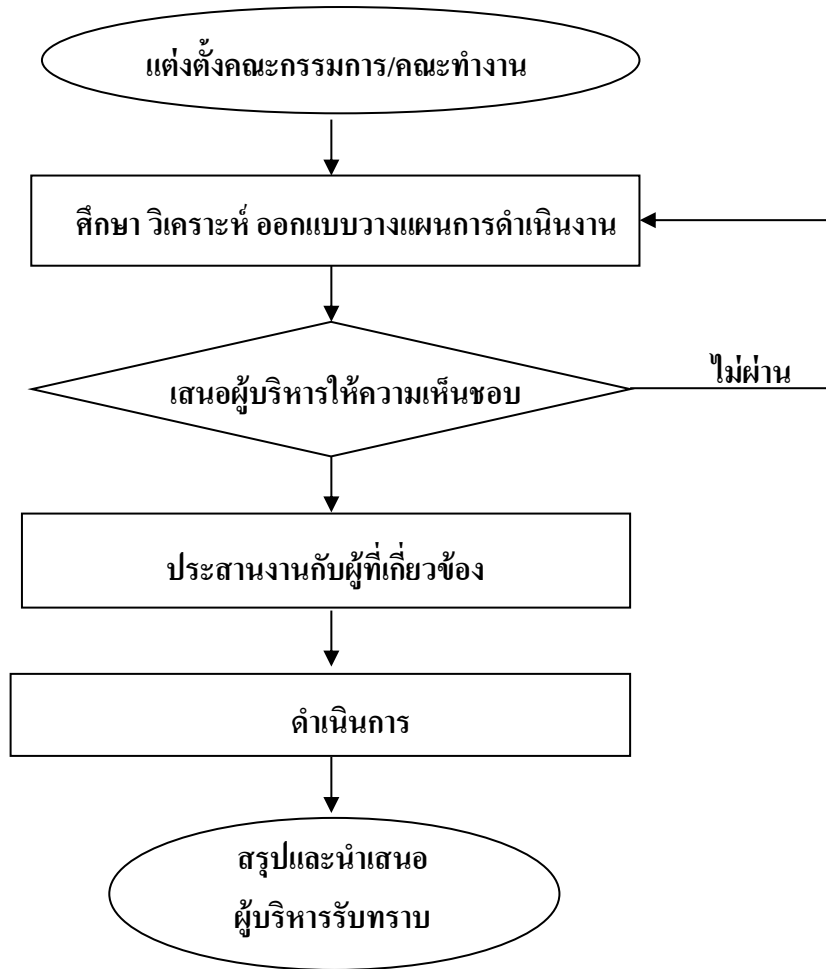 แต่งตั้งคณะกรรมการ/คณะทำงาน
ศึกษา วิเคราะห์ ออกแบบวางแผนการดำเนินงาน
เสนอผู้บริหารให้ความเห็นชอบ
ไม่ผ่าน
ประสานงานกับผู้ที่เกี่ยวข้อง
ดำเนินการ
สรุปและนำเสนอ
ผู้บริหารรับทราบ